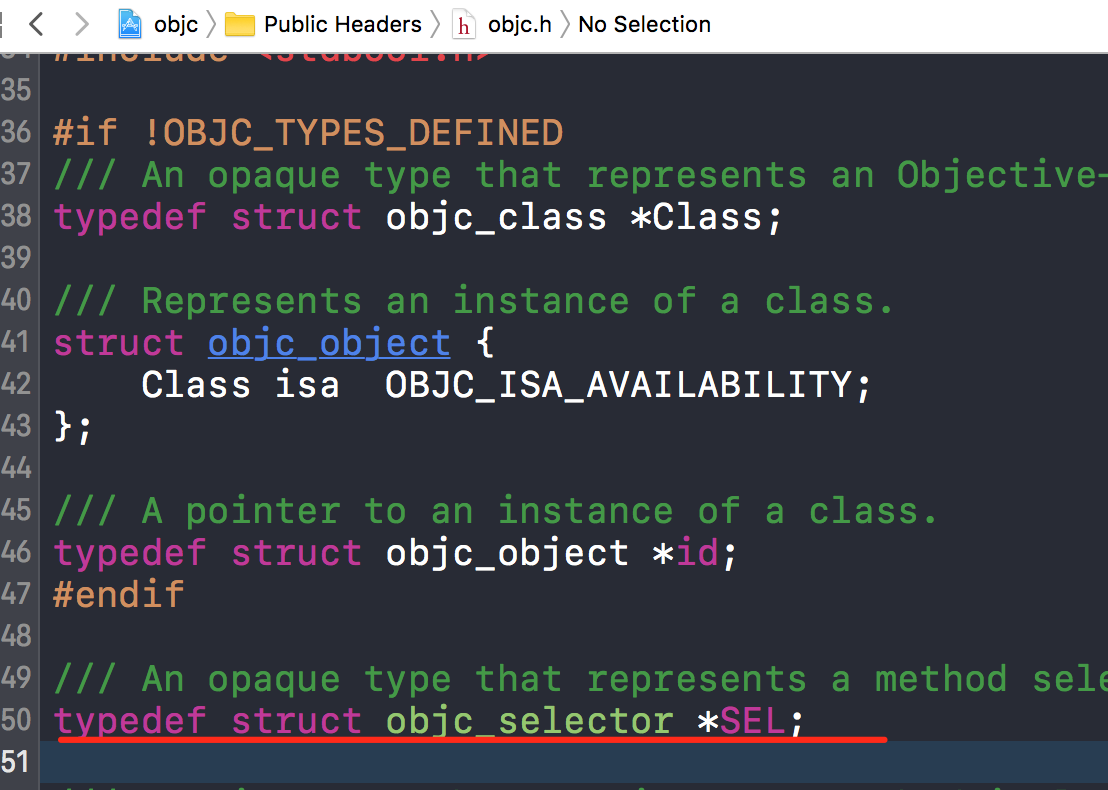 objc Public Headers h objc.h No Selection
#include <stdbool.h>
35
36 #if !OBJC_TYPES_DEFINED
37 /// An opaque type that represents an Objective-
38 typedef struct objc_class *Class;
39
40 /// Represents an instance of a class.
41 struct objc_object {
42 Class isa  OBJC_ISA_AVAILABILITY;
43 };
44
45 /// A pointer to an instance of a class.
46 typedef struct objc_object *id;
47 #endif
48
49 /// An opaque type that represents a method sele
50 typedef struct objc_selector *SEL;
51